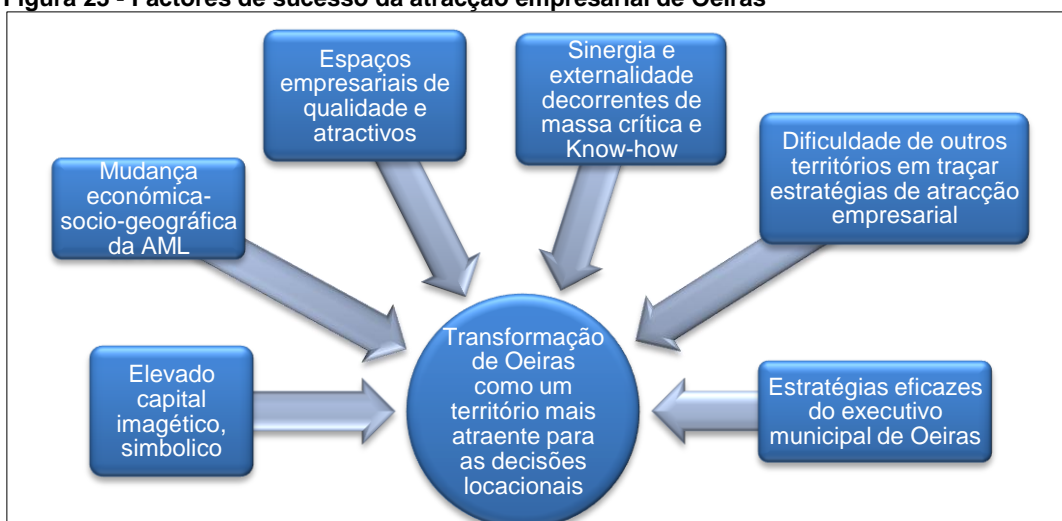 Figura 25 - Factores de sucesso da atracção empresarial de Oeiras
Espaços
empresariais de
qualidade e
atractivos
Sinergia e
externalidade
decorrentes de
massa crítica e
Know-how
Dificuldade de outros
territórios em traçar
estratégias de atracção
empresarial
Mudança
económica-
socio-geográfica
da AML
Transformação
de Oeiras
como um
território mais
atraente para
as decisões
locacionais
Elevado
capital
imagético,
simbolico
Estratégias eficazes
do executivo
municipal de Oeiras